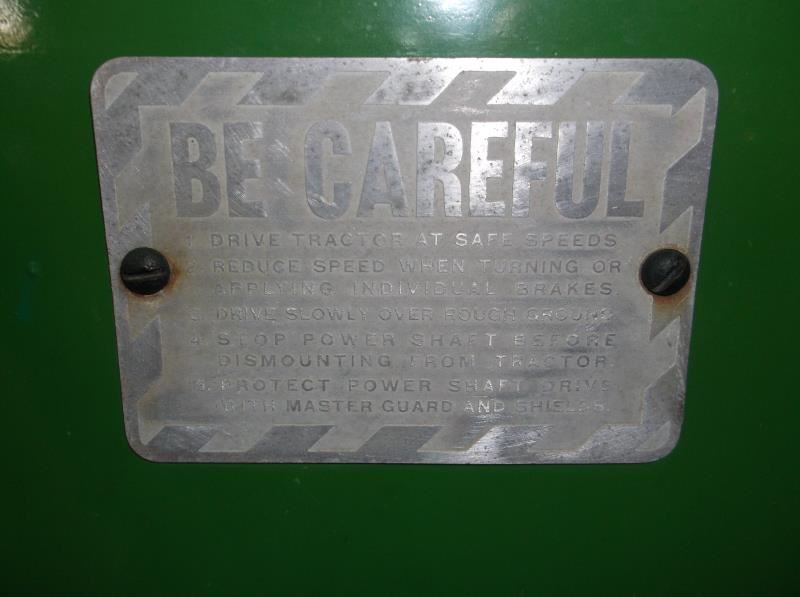 BE CAREFUL
1. DRIVE TRACTOR AT SAFE SPEEDS
2. REDUCE SPEED WHEN TURNING OR
APPLYING INDIVIDUAL BRAKES.
3. DRIVE SLOWLY OVER ROUGH GROUND
4. STOP POWER SHAFT BEFORE
DISMOUNTING FROM TRACTOR.
5. PROTECT POWER SHAFT DRIVE
WITH MASTER GUARD AND SHIELDS.